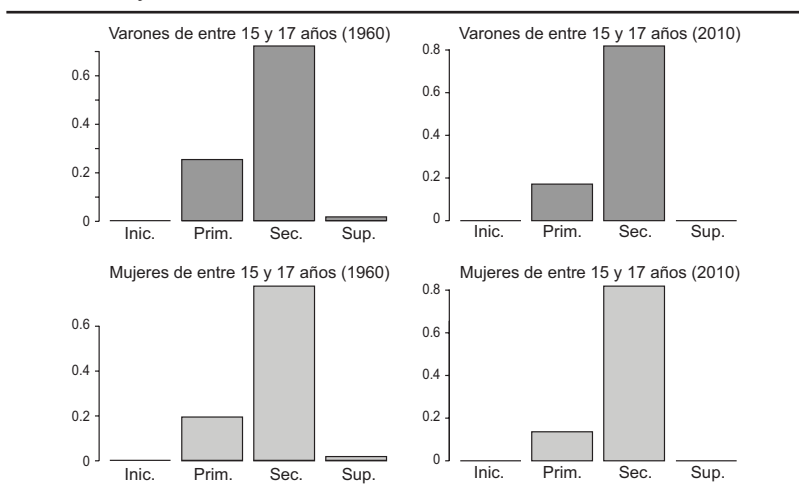 Varones de entre 15 y 17 años (1960)
0.6
0.4
0.2
0
Inic. Prim. Sec. Sup.
Varones de entre 15 y 17 años (2010)
0.8
0.6
0.4
0.2
0
Inic. Prim. Sec. Sup.
Mujeres de entre 15 y 17 años (1960)
0.6
0.4
0.2
0
Inic. Prim. Sec. Sup.
Mujeres de entre 15 y 17 años (2010)
0.8
0.6
0.4
0.2
0
Inic. Prim. Sec. Sup.